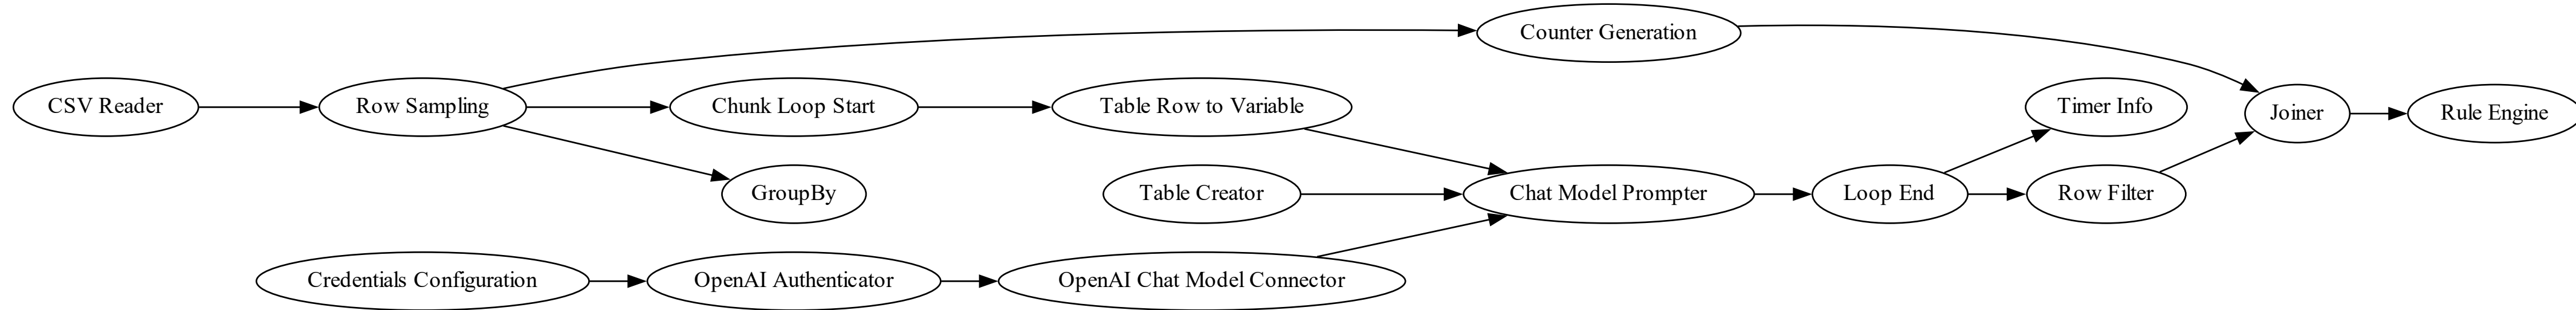 Counter Generation
CSV Reader
Row Sampling
Chunk Loop Start
Table Row to Variable
Timer Info
Joiner
Rule Engine
GroupBy
Table Creator
Chat Model Prompter
Loop End
Row Filter
Credentials Configuration
OpenAI Authenticator
OpenAI Chat Model Connector